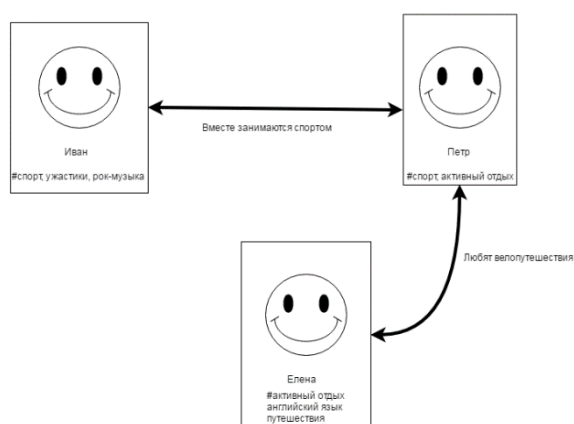 Вместе занимаются спортом
Иван
Петр
#спорт, ужастики, рок-музыка
#спорт, активный отдых
Любят велопутешествия
Елена
#активный отдых
английский язык
путешествия